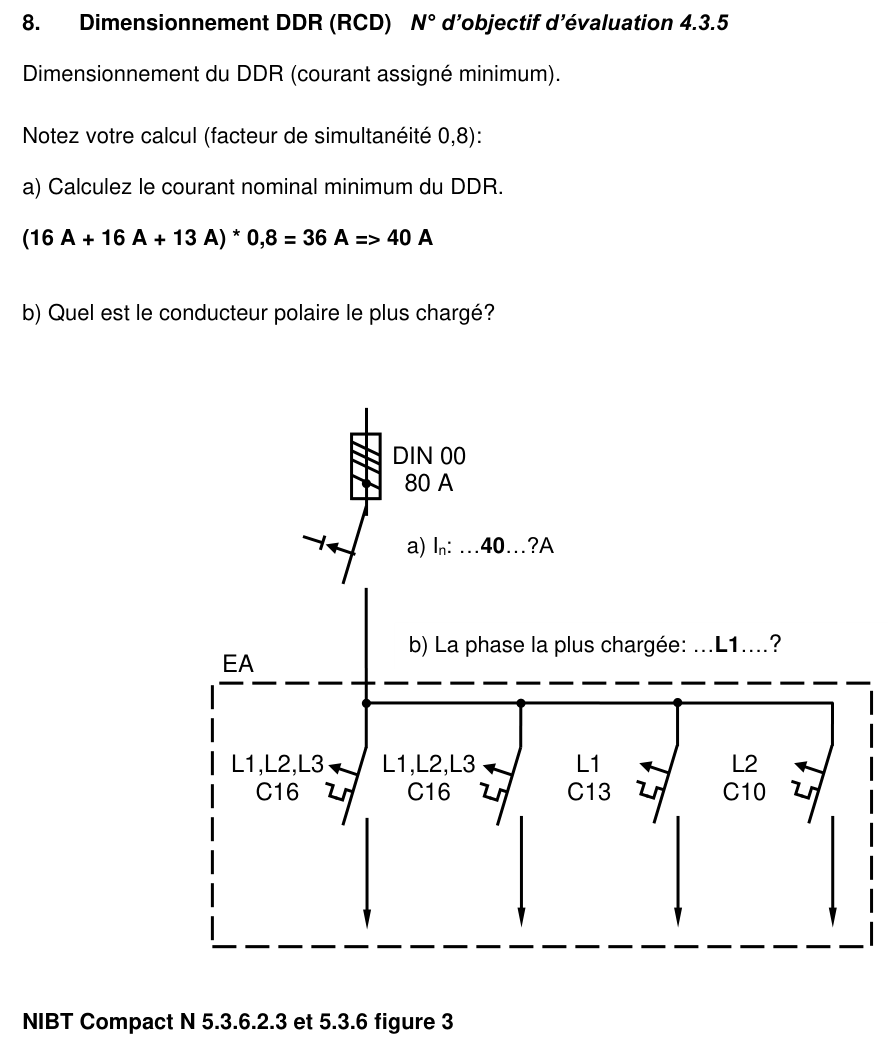 8. Dimensionnement DDR (RCD) N° d’objectif d’évaluation 4.3.5
Dimensionnement du DDR (courant assigné minimum).
Notez votre calcul (facteur de simultanéité 0,8):
a) Calculez le courant nominal minimum du DDR.
(16 A + 16 A + 13 A) * 0,8 = 36 A => 40 A
b) Quel est le conducteur polaire le plus chargé?
DIN 00
80 A
a) In: …40…?A
b) La phase la plus chargée: …L1….?
EA
L1,L2,L3 L1,L2,L3 L1 L2
C16 C16 C13 C10
NIBT Compact N 5.3.6.2.3 et 5.3.6 figure 3